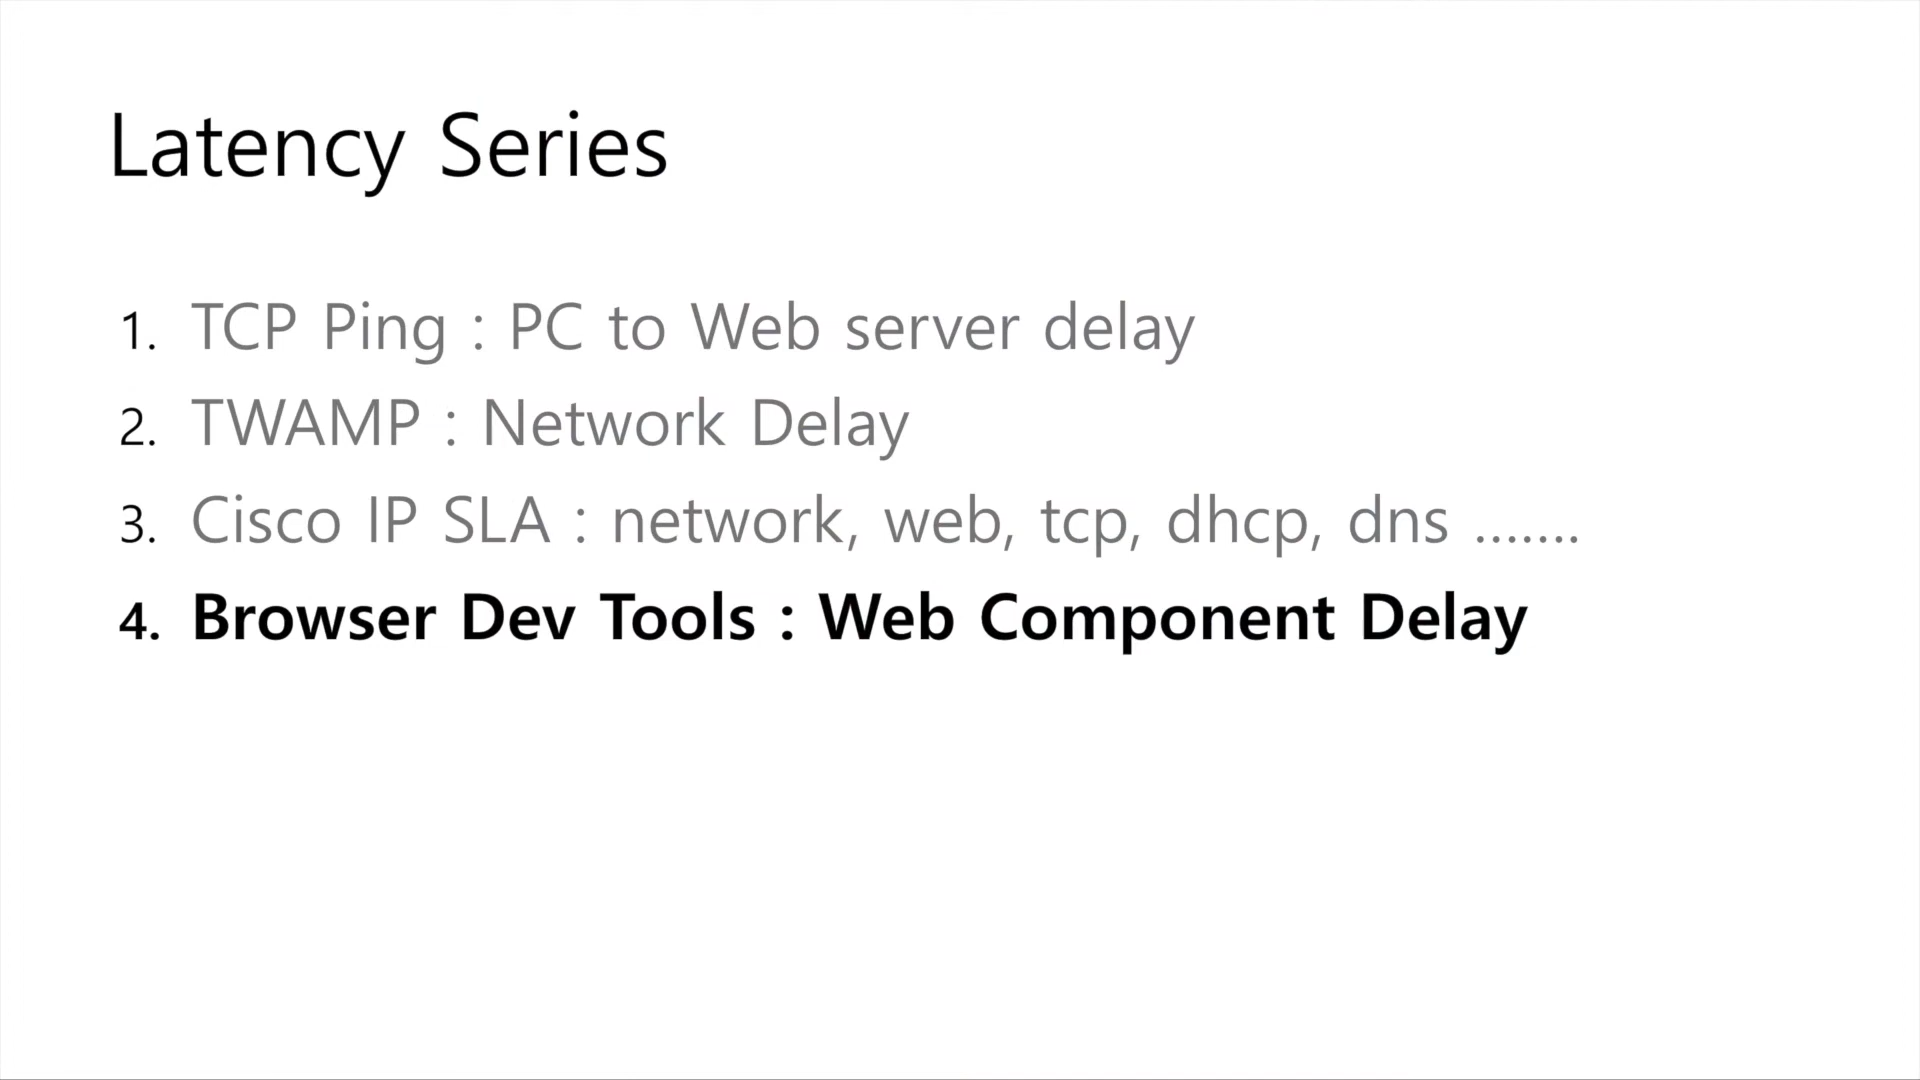 Latency Series
1. TCP Ping : PC to Web server delay
2. TWAMP : Network Delay
3. Cisco IP SLA : network, web, tcp, dhcp, dns .......
4. Browser Dev Tools : Web Component Delay